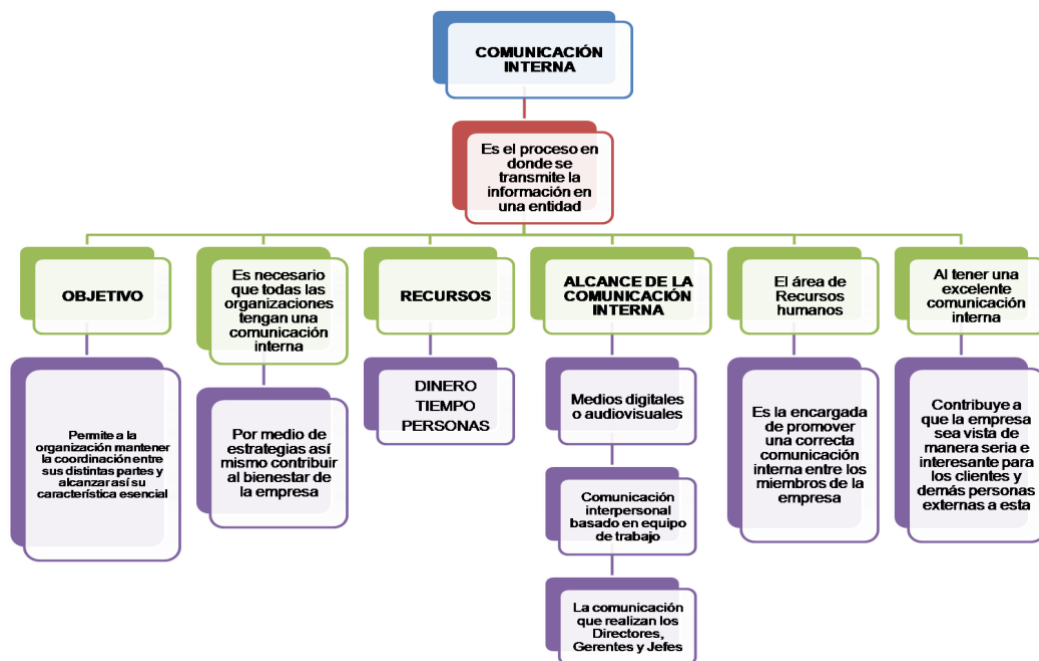 COMUNICACIÓN
INTERNA
Es el proceso en
donde se
transmite la
información en
una entidad
OBJETIVO
Permite a la
organización mantener
la coordinación entre
sus distintas partes y
alcanzar así su
característica esencial
Es necesario
que todas las
organizaciones
tengan una
comunicación
interna
Por medio de
estrategias así
mismo contribuir
al bienestar de
la empresa
RECURSOS
DINERO
TIEMPO
PERSONAS
ALCANCE DE LA
COMUNICACIÓN
INTERNA
Medios digitales
o audiovisuales
Comunicación
interpersonal
basado en equipo
de trabajo
La comunicación
que realizan los
Directores,
Gerentes y Jefes
El área de
Recursos
humanos
Es la encargada
de promover
una correcta
comunicación
interna entre los
miembros de la
empresa
Al tener una
excelente
comunicación
interna
Contribuye a
que la empresa
sea vista de
manera seria e
interesante para
los clientes y
demás personas
externas a esta